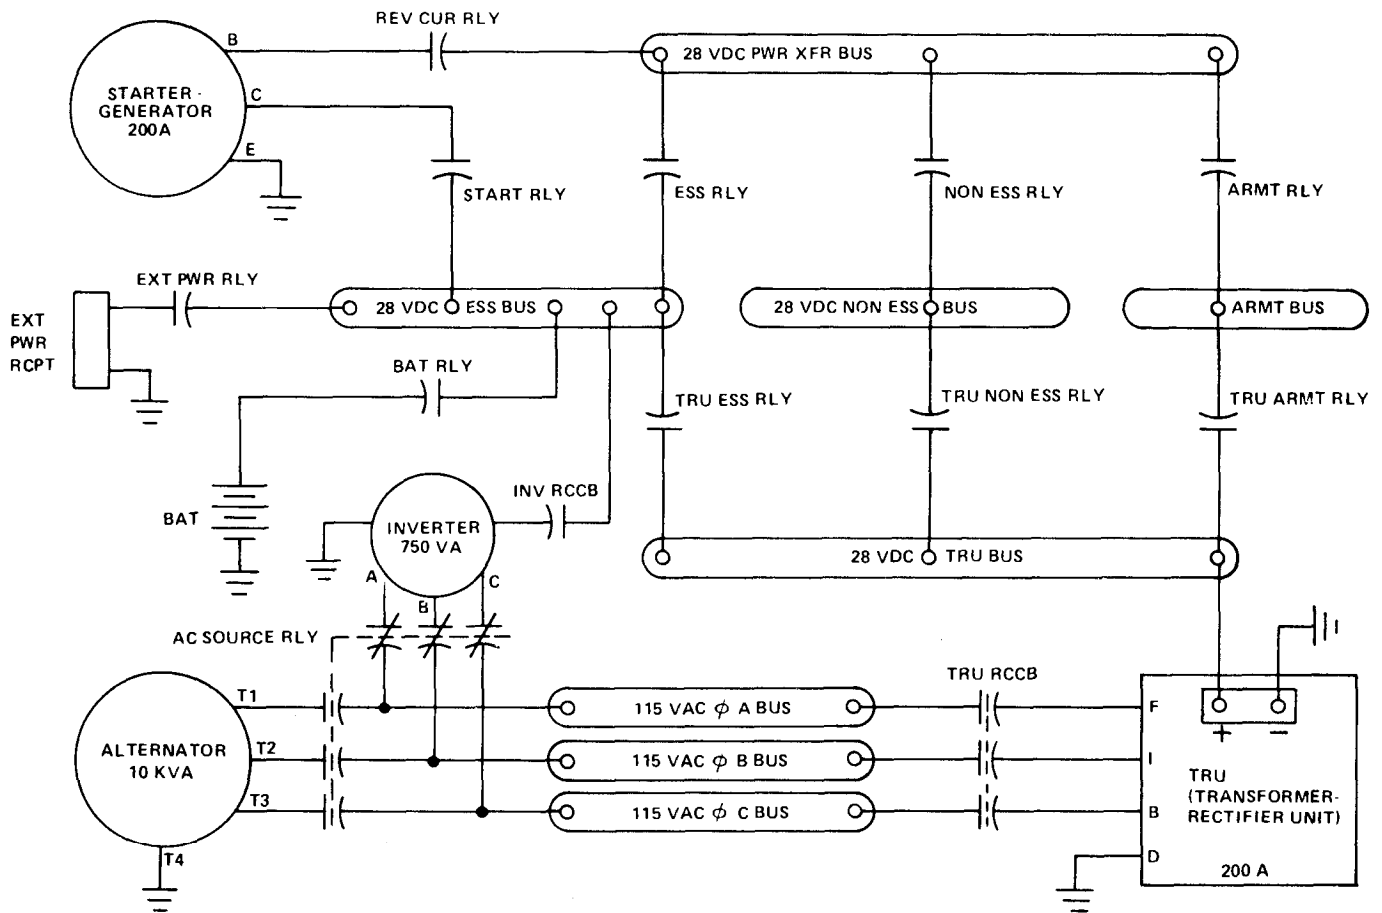 REV CUR RLY
B
28 VDC PWR XFR BUS
STARTER -
GENERATOR
200A
C
E
START RLY
ESS RLY
NON ESS RLY
ARMT RLY
EXT PWR RLY
EXT
PWR
RCPT
28 VDC ESS BUS
28 VDC NON ESS BUS
ARMT BUS
BAT RLY
TRU ESS RLY
TRU NON ESS RLY
TRU ARMT RLY
BAT
INV RCCB
INVERTER
750 VA
28 VDC TRU BUS
A
B
C
AC SOURCE RLY
ALTERNATOR
10 KVA
T1
T2
T3
T4
115 VAC ϕ A BUS
115 VAC ϕ B BUS
115 VAC ϕ C BUS
TRU RCCB
F
I
B
D
+
−
TRU
(TRANSFORMER-
RECTIFIER UNIT)
200 A